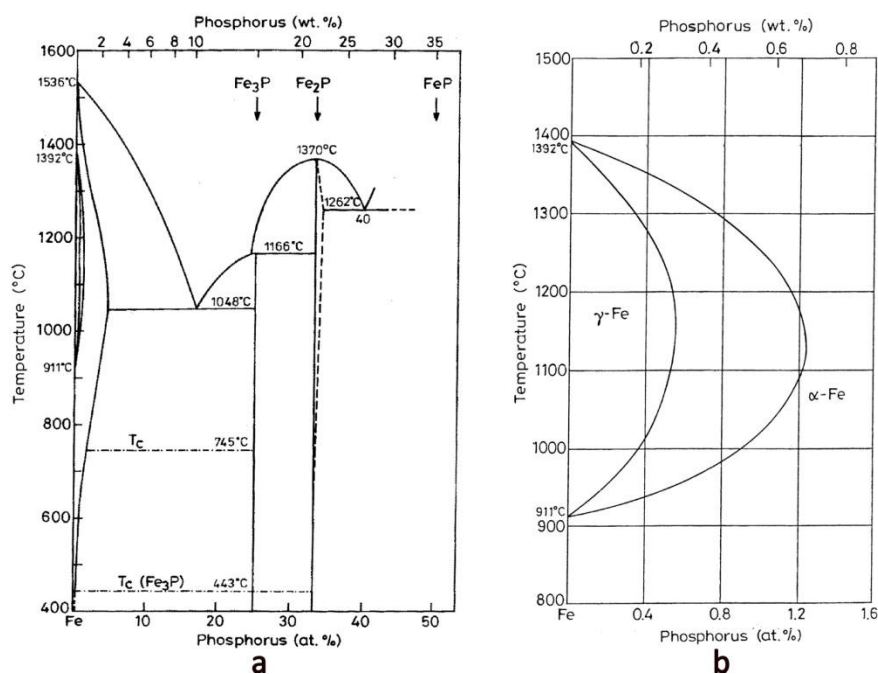 Phosphorus (wt.%)
2 4 6 8 10 20 30 35
1600
1536°C
Fe₃P Fe₂P FeP
1400
1392°C
1370°C
1262°C
40
1200
1166°C
1048°C
1000
911°C
800
Tc 745°C
600
Tc (Fe₃P) 443°C
400
Temperature (°C)
Fe 10 20 30 40 50
Phosphorus (at.%)
a
Phosphorus (wt.%)
0 0.2 0.4 0.6 0.8
1400
1392°C
1300
1200
γ-Fe
1100
α-Fe
1000
911°C
900
800
Temperature (°C)
Fe 0.4 0.8 1.2 1.6
Phosphorus (at.%)
b